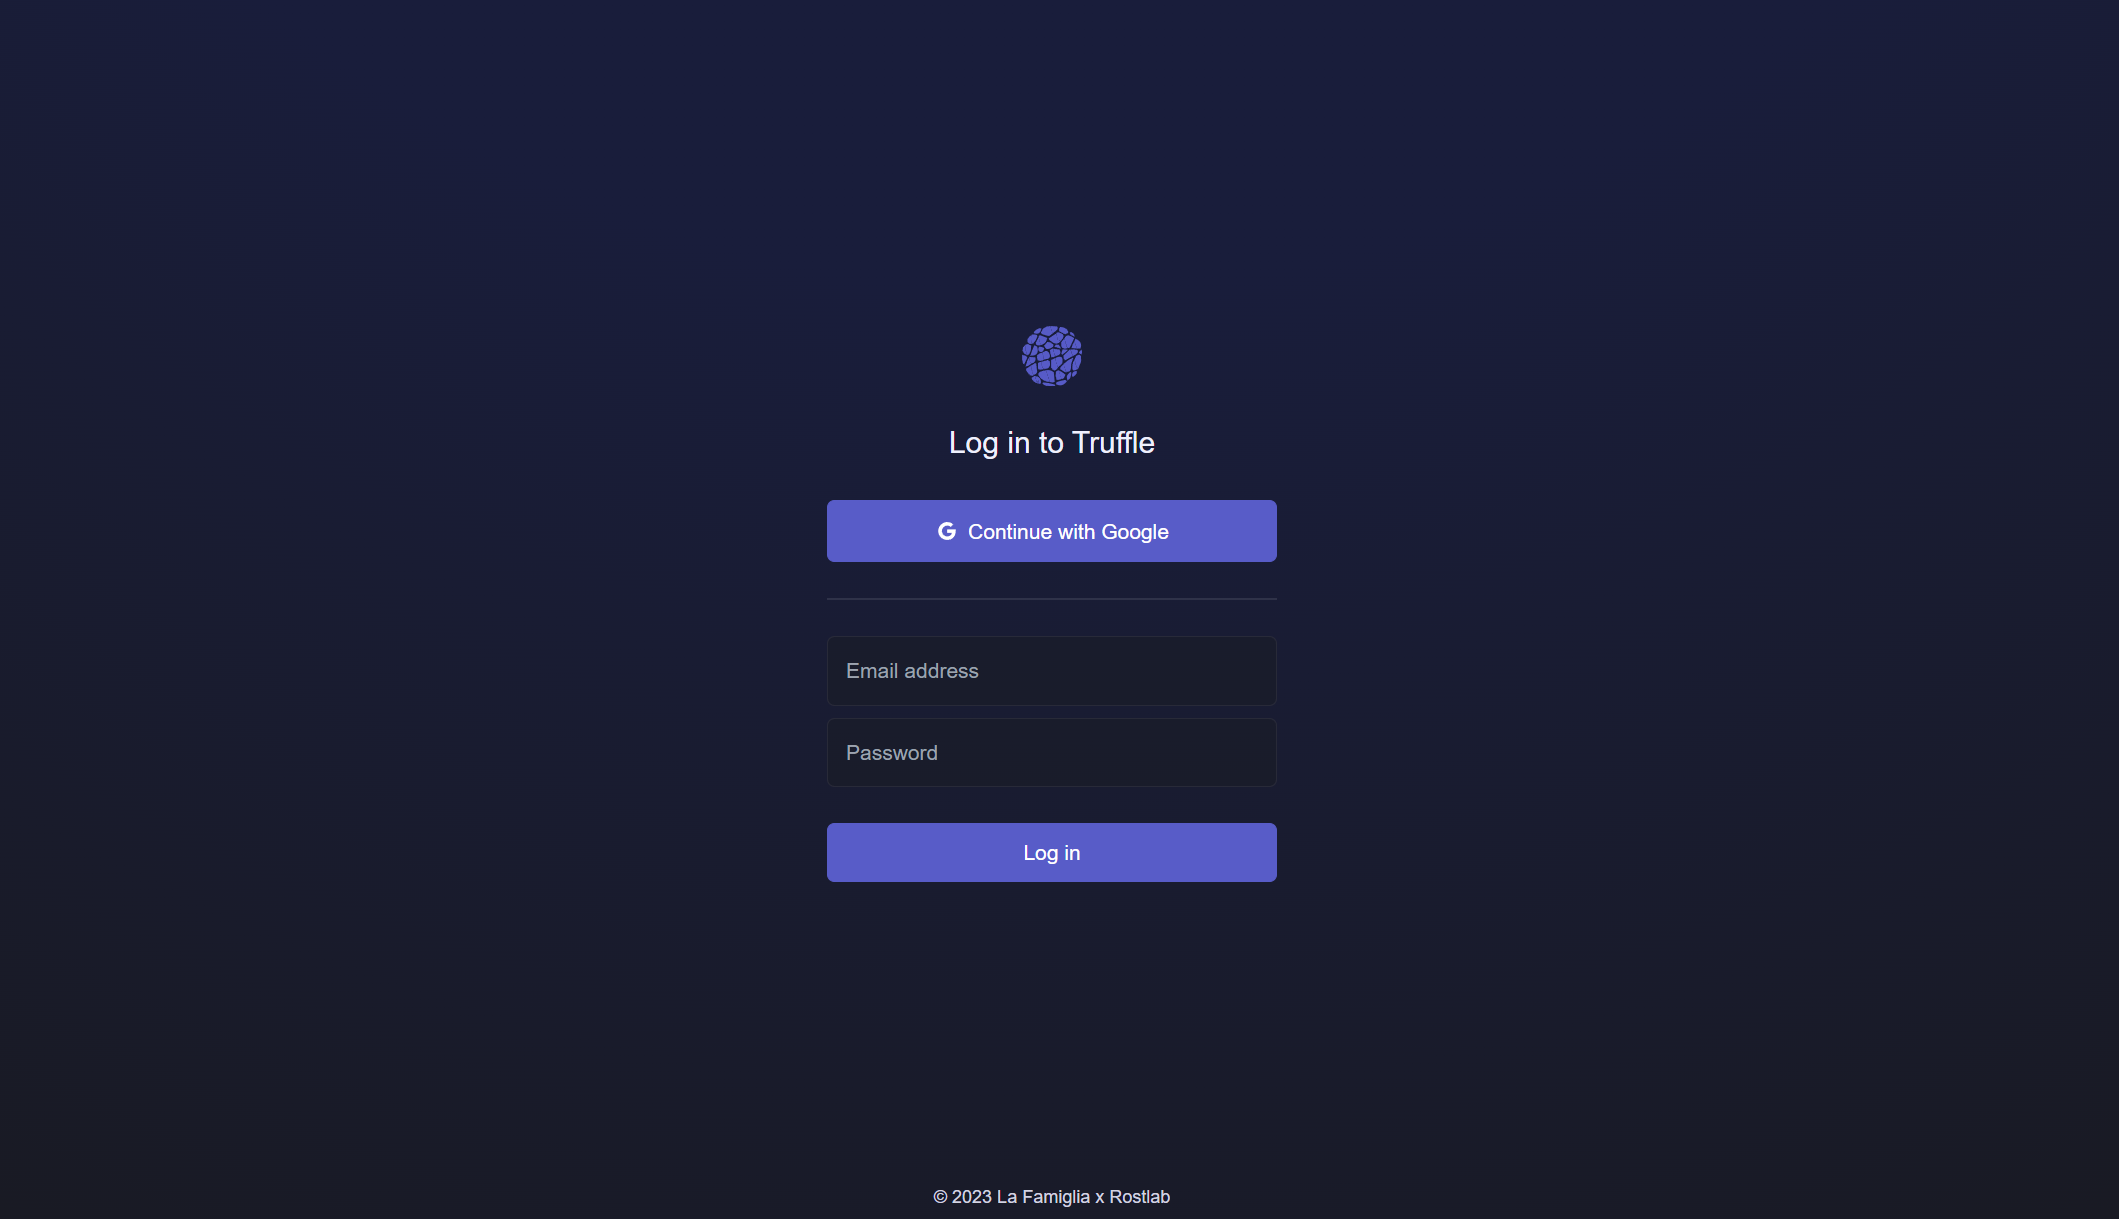 Log in to Truffle
Continue with Google
Email address
Password
Log in
© 2023 La Famiglia x Rostlab